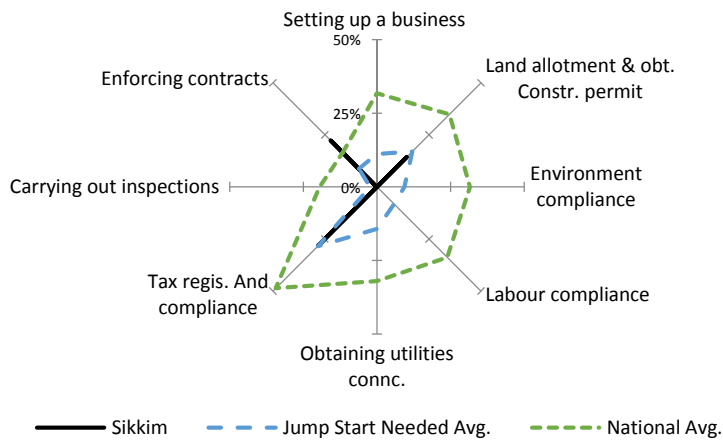 Setting up a business
50%
Enforcing contracts
Land allotment & obt.
Constr. permit
25%
Carrying out inspections
0%
Environment
compliance
Tax regis. And
compliance
Labour compliance
Obtaining utilities
connc.
Sikkim
Jump Start Needed Avg.
National Avg.